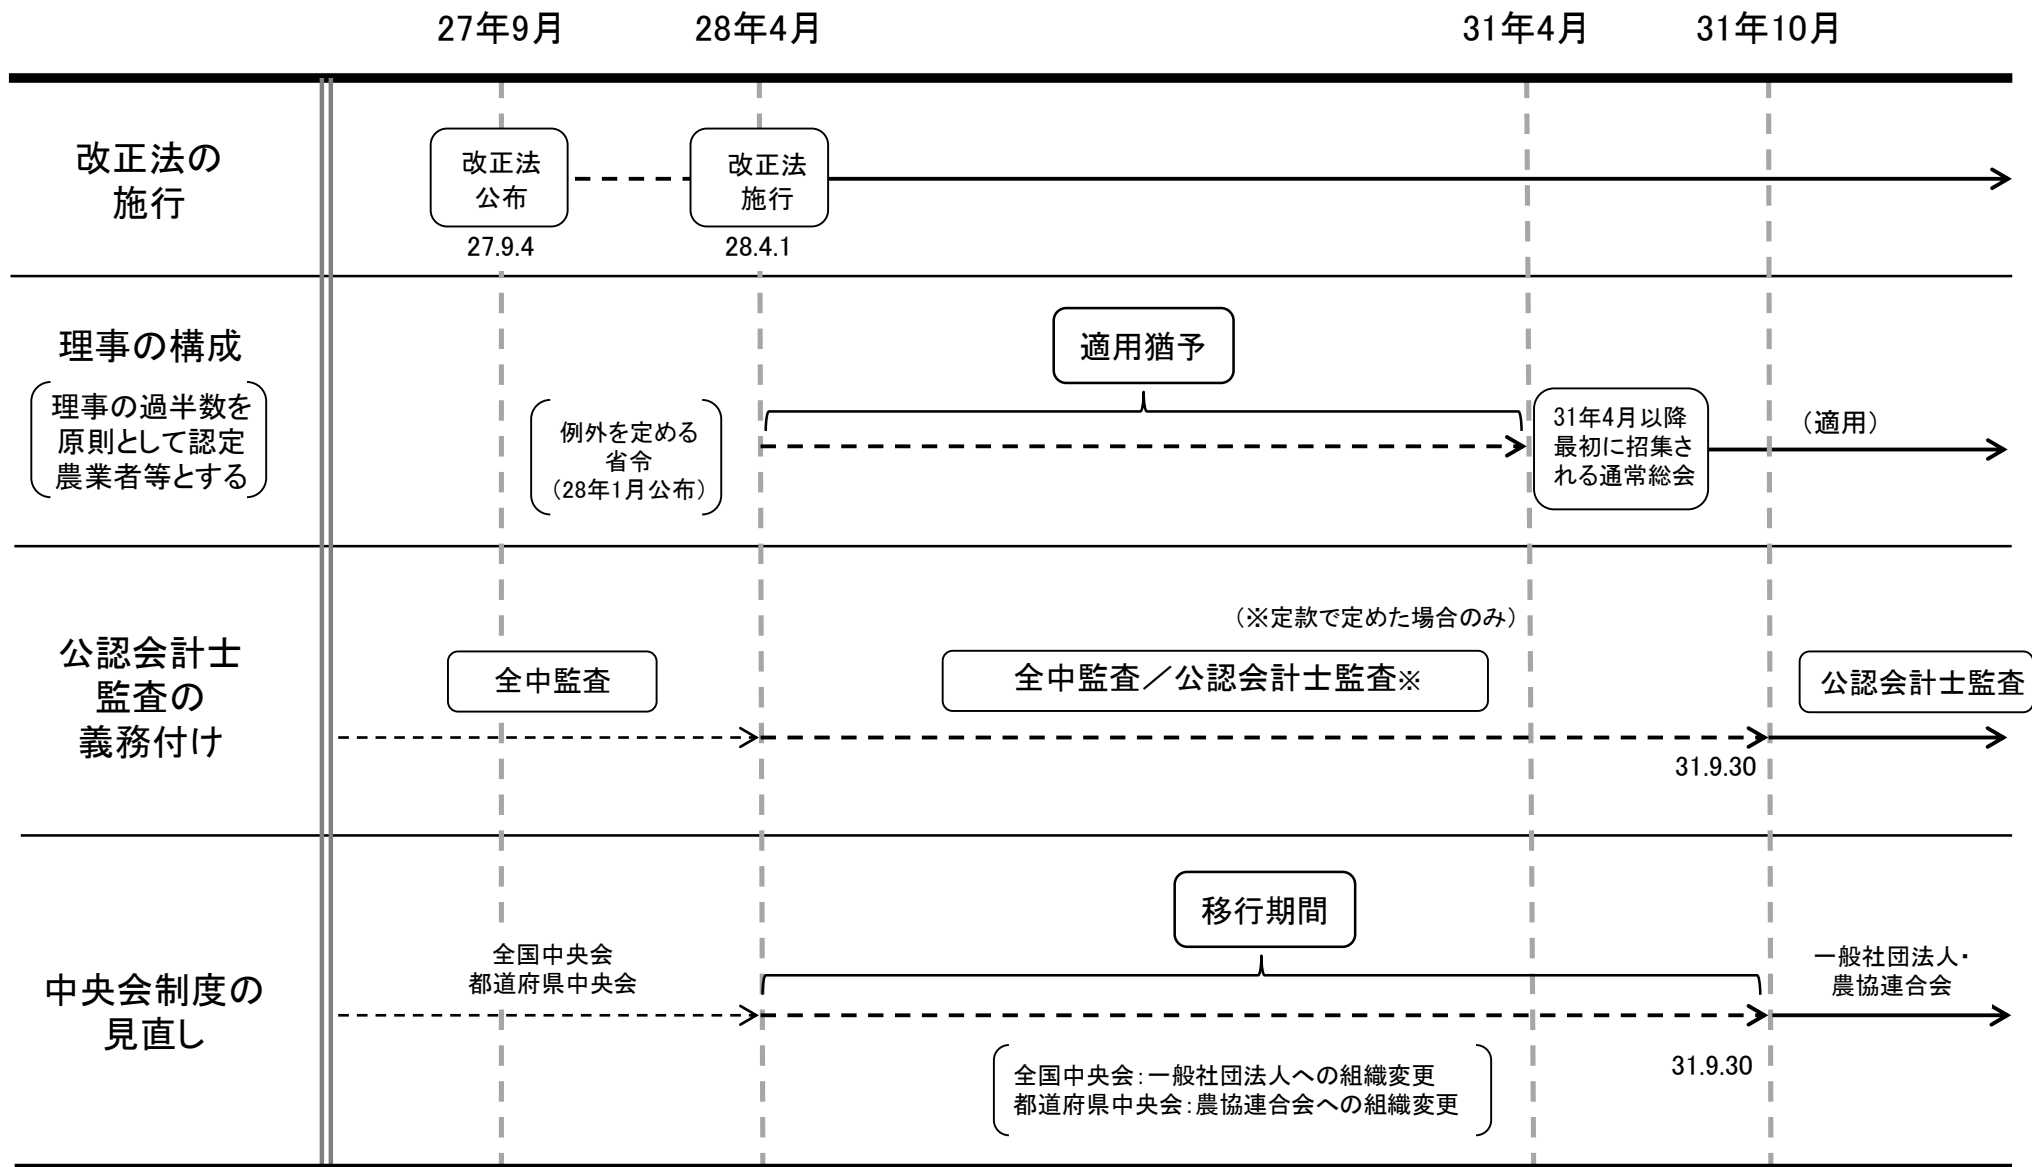 27年9月
28年4月
31年4月
31年10月
改正法の
施行
改正法
公布
27.9.4
改正法
施行
28.4.1
理事の構成
理事の過半数を
原則として認定
農業者等とする
例外を定める
省令
（28年1月公布）
適用猶予
31年4月以降
最初に招集さ
れる通常総会
（適用）
公認会計士
監査の
義務付け
全中監査
（※定款で定めた場合のみ）
全中監査／公認会計士監査※
公認会計士監査
31.9.30
中央会制度の
見直し
全国中央会
都道府県中央会
移行期間
一般社団法人・
農協連合会
31.9.30
全国中央会：一般社団法人への組織変更
都道府県中央会：農協連合会への組織変更